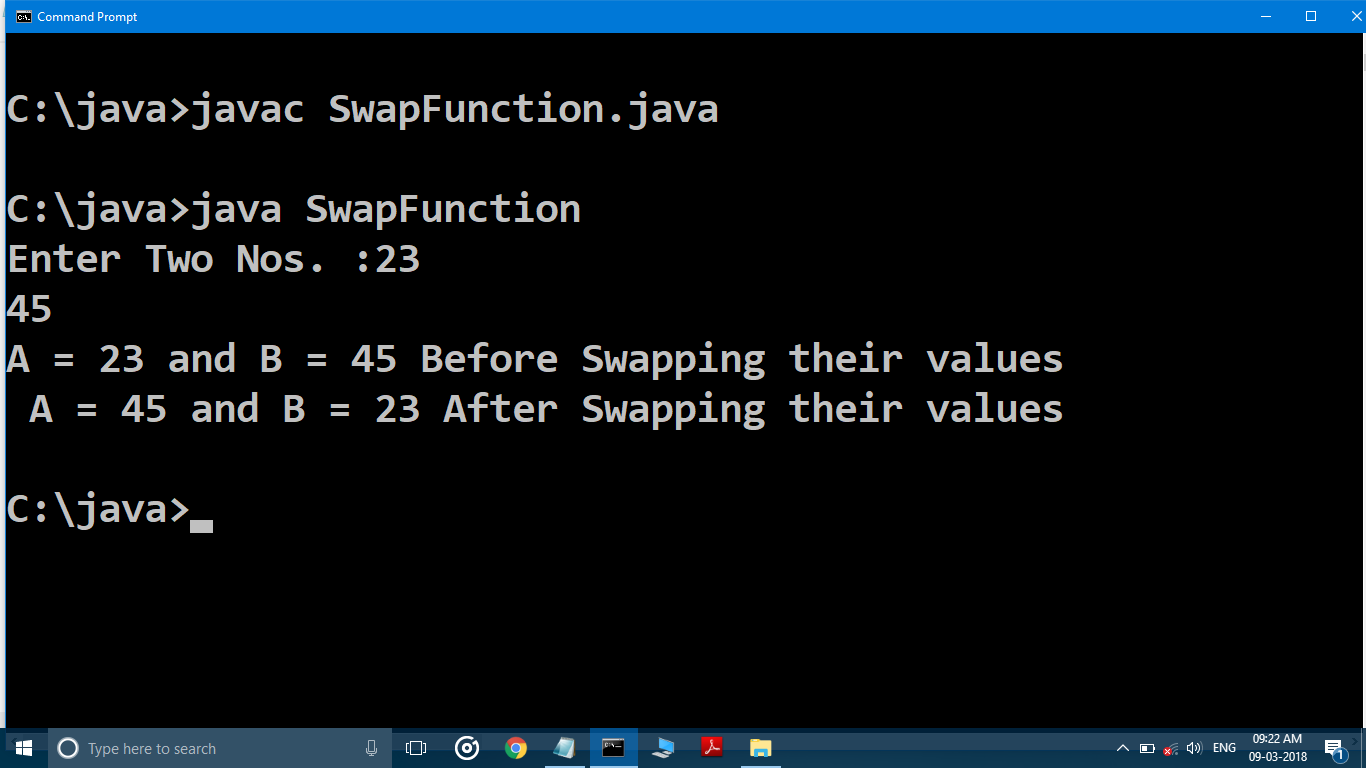 Command Prompt
C:\java>javac SwapFunction.java
C:\java>java SwapFunction
Enter Two Nos. :23
45
A = 23 and B = 45 Before Swapping their values
 A = 45 and B = 23 After Swapping their values
C:\java>
Type here to search
ENG
09:22 AM
09-03-2018
1